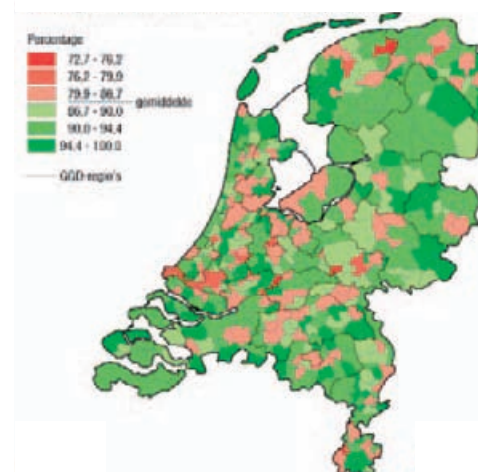 Percentage
72.7 - 76.2
76.2 - 79.9
79.9 - 86.7
gemiddelde
86.7 - 90.0
90.0 - 94.4
94.4 - 100.0
GGD-regio's